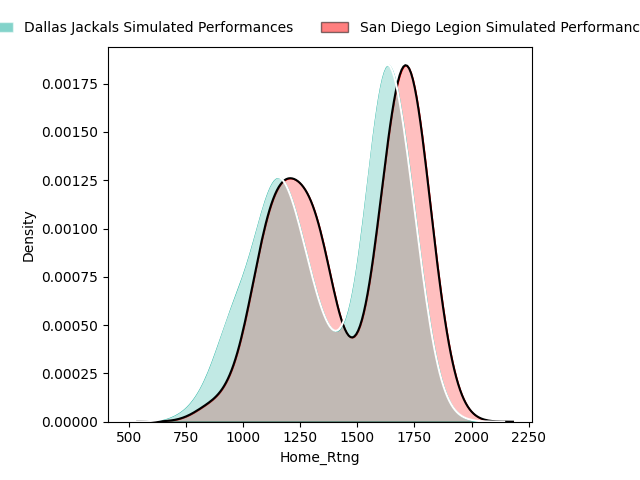 Dallas Jackals Simulated Performances
San Diego Legion Simulated Performanc
0.00175
0.00150
0.00125
0.00100
0.00075
0.00050
0.00025
0.00000
Density
500 750 1000 1250 1500 1750 2000 2250
Home_Rtng